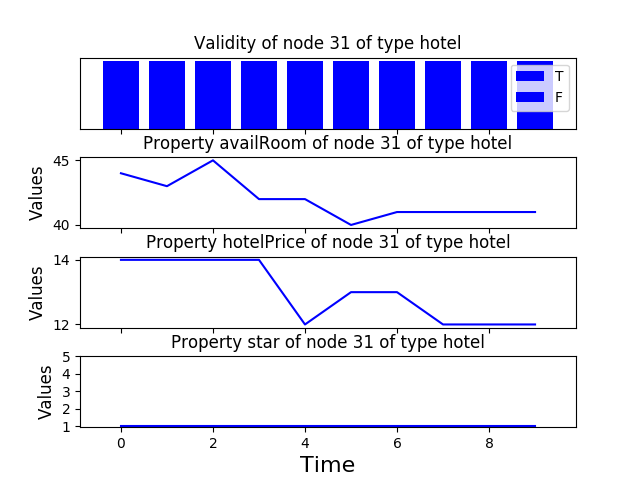 Validity of node 31 of type hotel
T
F
Property availRoom of node 31 of type hotel
45
40
Values
Property hotelPrice of node 31 of type hotel
14
12
Values
Property star of node 31 of type hotel
5
4
3
2
1
Values
0 2 4 6 8
Time